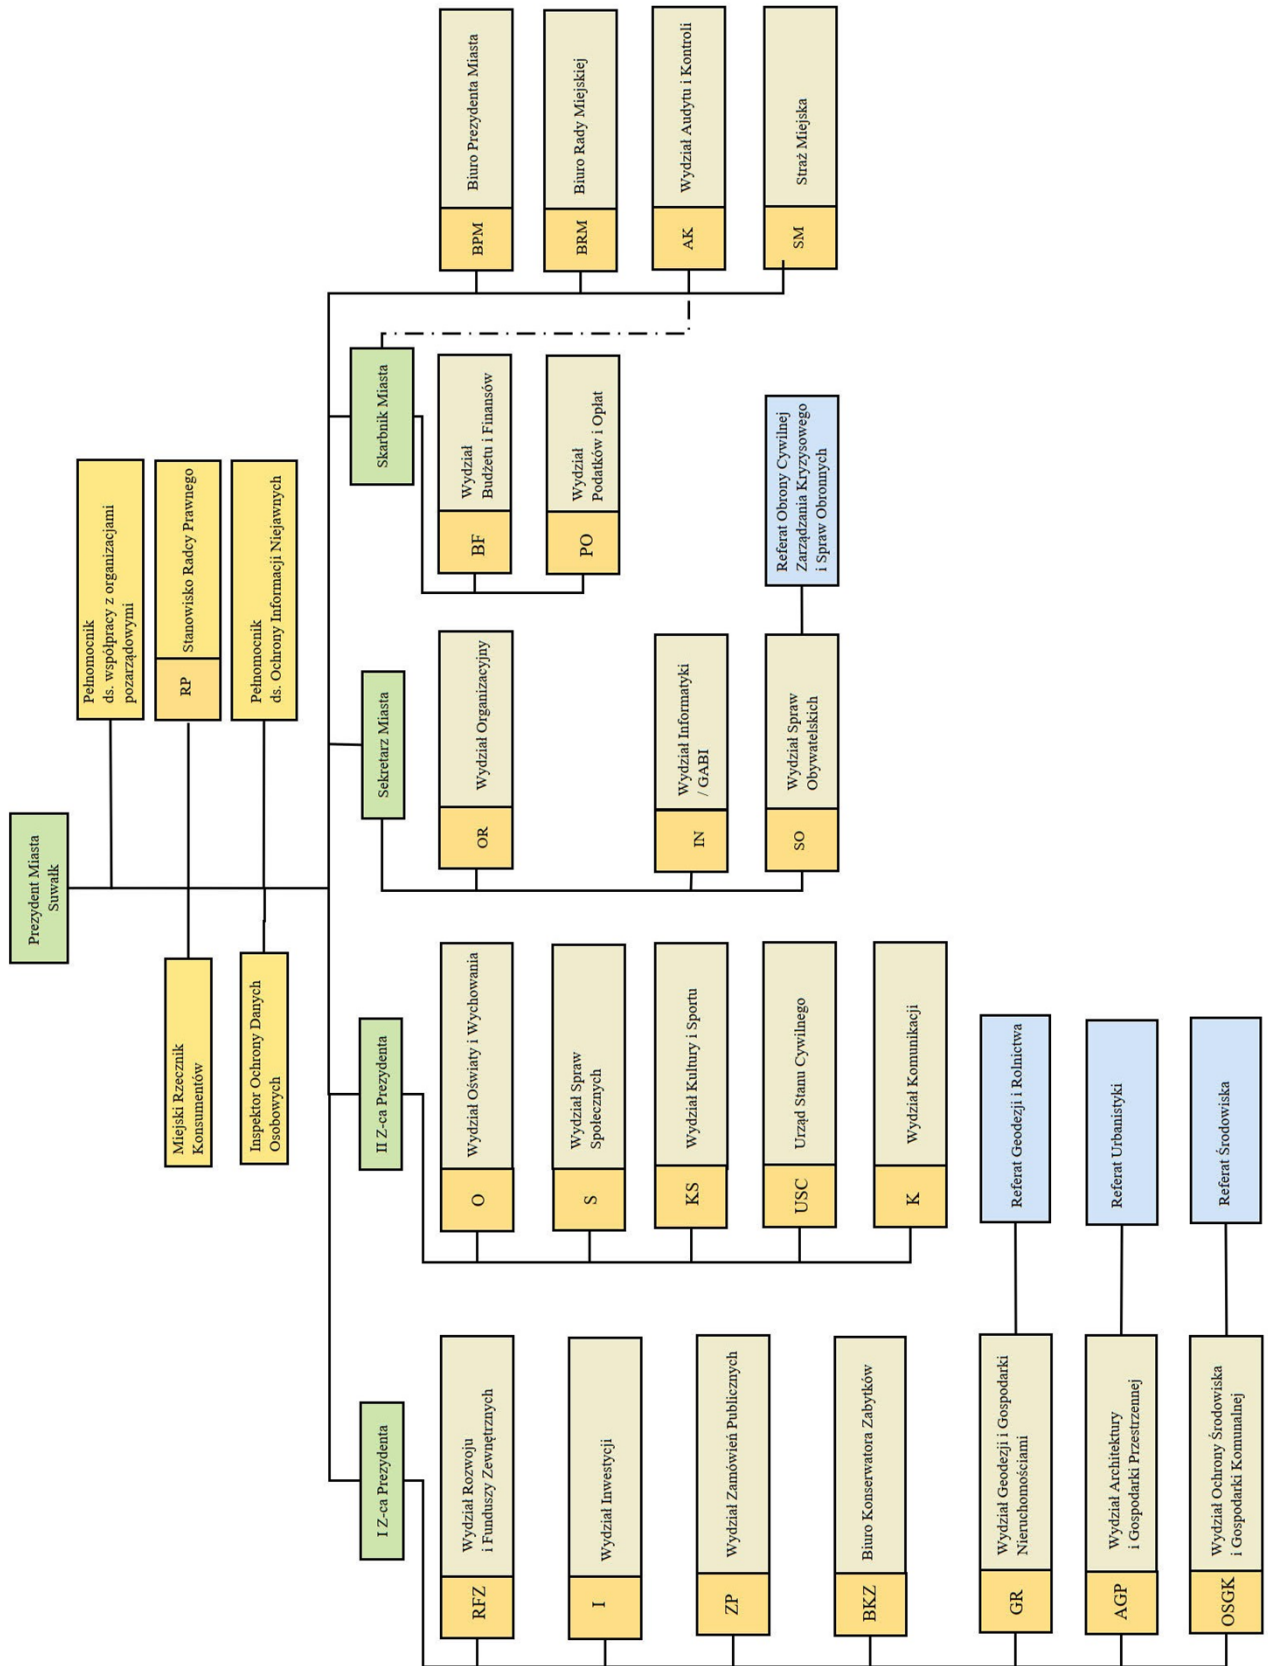 Prezydent Miasta
Suwałk
Pełnomocnik
ds. współpracy z organizacjami
pozarządowymi
Miejski Rzecznik
Konsumentów
RP
Stanowisko Radcy Prawnego
Inspektor Ochrony Danych
Osobowych
Pełnomocnik
ds. Ochrony Informacji Niejawnych
I Z-ca Prezydenta
RFZ
Wydział Rozwoju
i Funduszy Zewnętrznych
I
Wydział Inwestycji
ZP
Wydział Zamówień Publicznych
BKZ
Biuro Konserwatora Zabytków
GR
Wydział Geodezji i Gospodarki
Nieruchomościami
Referat Geodezji i Rolnictwa
AGP
Wydział Architektury
i Gospodarki Przestrzennej
Referat Urbanistyki
OSGK
Wydział Ochrony Środowiska
i Gospodarki Komunalnej
Referat Środowiska
II Z-ca Prezydenta
O
Wydział Oświaty i Wychowania
S
Wydział Spraw
Społecznych
KS
Wydział Kultury i Sportu
USC
Urząd Stanu Cywilnego
K
Wydział Komunikacji
Sekretarz Miasta
OR
Wydział Organizacyjny
IN
Wydział Informatyki
/ GABI
SO
Wydział Spraw
Obywatelskich
Referat Obrony Cywilnej
Zarządzania Kryzysowego
i Spraw Obronnych
Skarbnik Miasta
BF
Wydział
Budżetu i Finansów
PO
Wydział
Podatków i Opłat
BPM
Biuro Prezydenta Miasta
BRM
Biuro Rady Miejskiej
AK
Wydział Audytu i Kontroli
SM
Straż Miejska